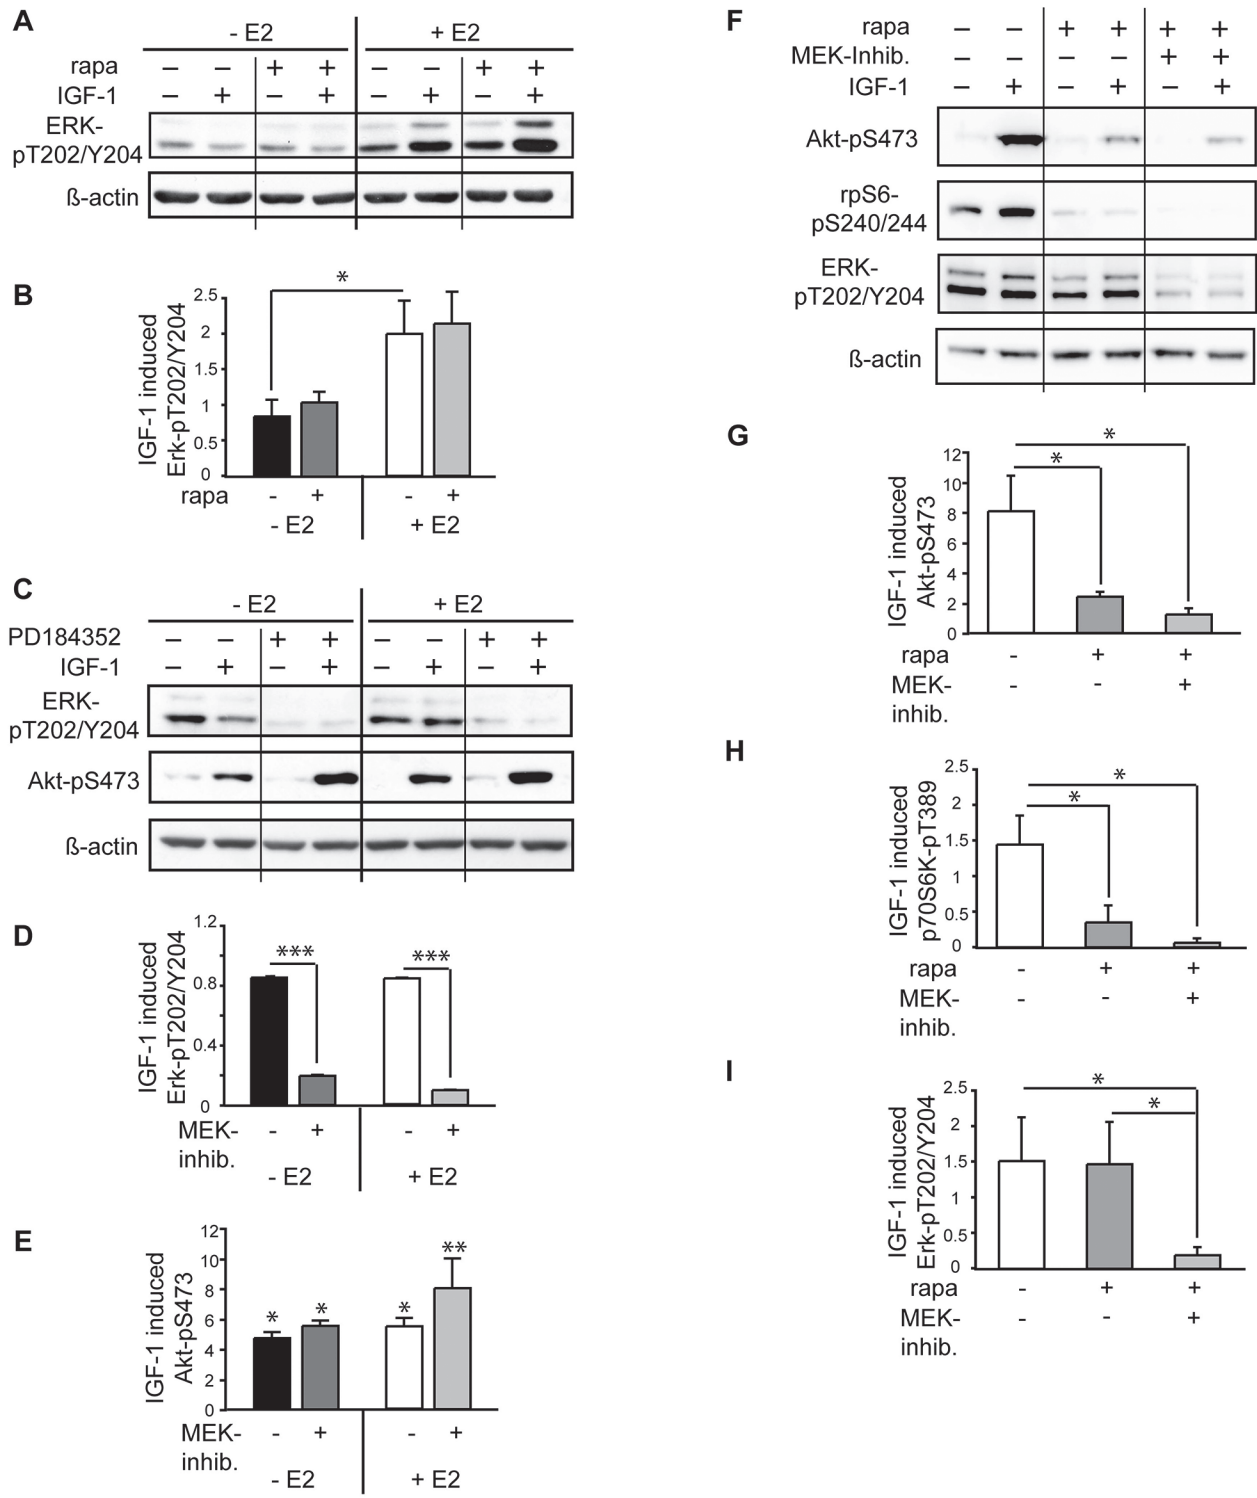 A
- E2
+ E2
rapa – – + + – – + +
IGF-1 – + – + – + – +
ERK-
pT202/Y204
ß-actin
B
IGF-1 induced
Erk-pT202/Y204
2.5
2
1.5
1
0.5
0
*
rapa - + - +
- E2
+ E2
C
- E2
+ E2
PD184352 – – + + – – + +
IGF-1 – + – + – + – +
ERK-
pT202/Y204
Akt-pS473
ß-actin
D
IGF-1 induced
Erk-pT202/Y204
1.2
0.8
0.4
0
***
***
MEK- - + - +
inhib.
- E2
+ E2
E
IGF-1 induced
Akt-pS473
12
10
8
6
4
2
0
*
*
*
**
MEK- - + - +
inhib.
- E2
+ E2
F
rapa – – + + + +
MEK-Inhib. – – – – + +
IGF-1 – + – + – +
Akt-pS473
rpS6-
pS240/244
ERK-
pT202/Y204
ß-actin
G
IGF-1 induced
Akt-pS473
12
10
8
6
4
2
0
*
*
rapa - + +
MEK- - - +
inhib.
H
IGF-1 induced
p70S6K-pT389
2.5
2
1.5
1
0.5
0
*
*
rapa - + +
MEK- - - +
inhib.
I
IGF-1 induced
Erk-pT202/Y204
2.5
2
1.5
1
0.5
0
*
*
rapa - + +
MEK- - - +
inhib.